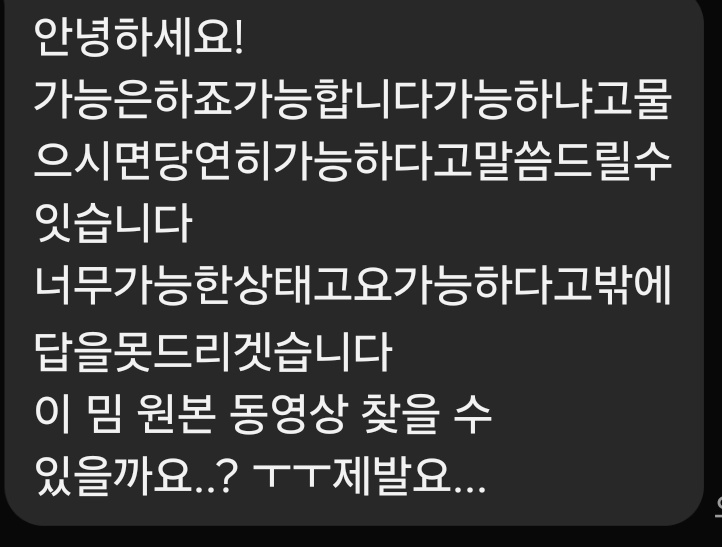 안녕하세요!
가능은하죠가능합니다가능하냐고물
으시면당연히가능하다고말씀드릴수
잇습니다
너무가능한상태고요가능하다고밖에
답을못드리겟습니다
이 밈 원본 동영상 찾을 수
있을까요..? ㅜㅜ제발요...